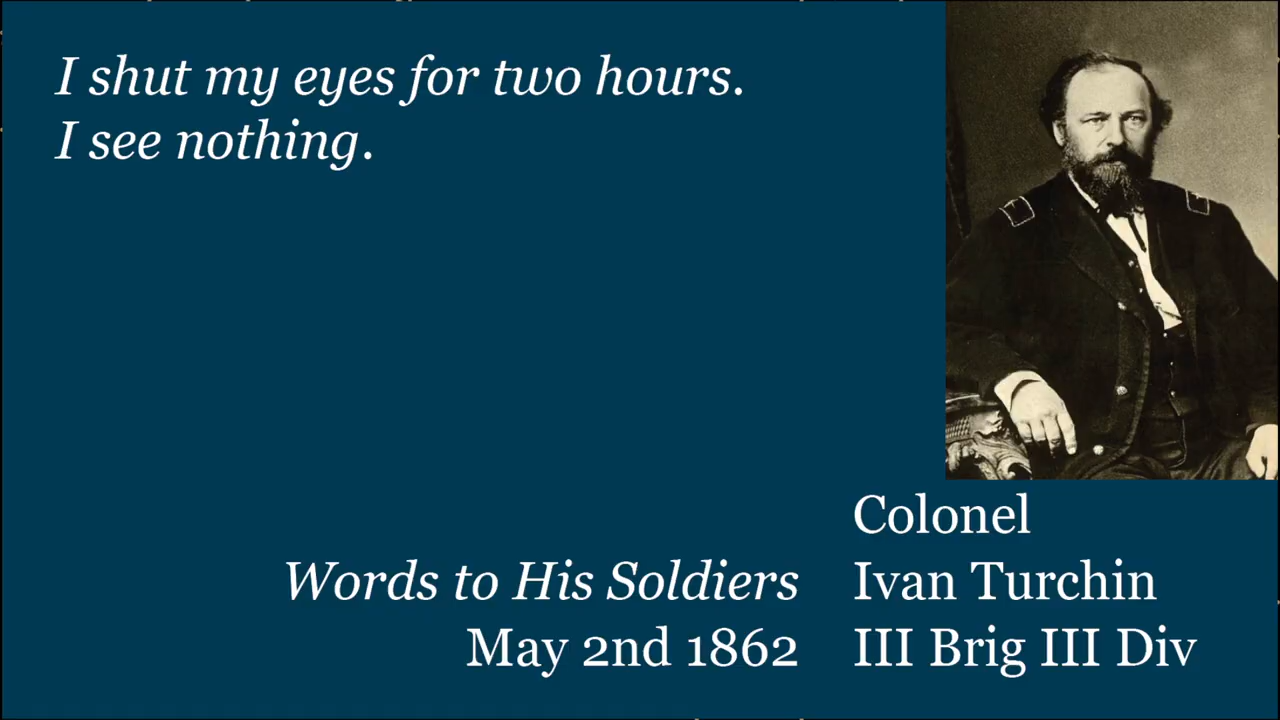 I shut my eyes for two hours.
I see nothing.
Words to His Soldiers
May 2nd 1862
Colonel
Ivan Turchin
III Brig III Div